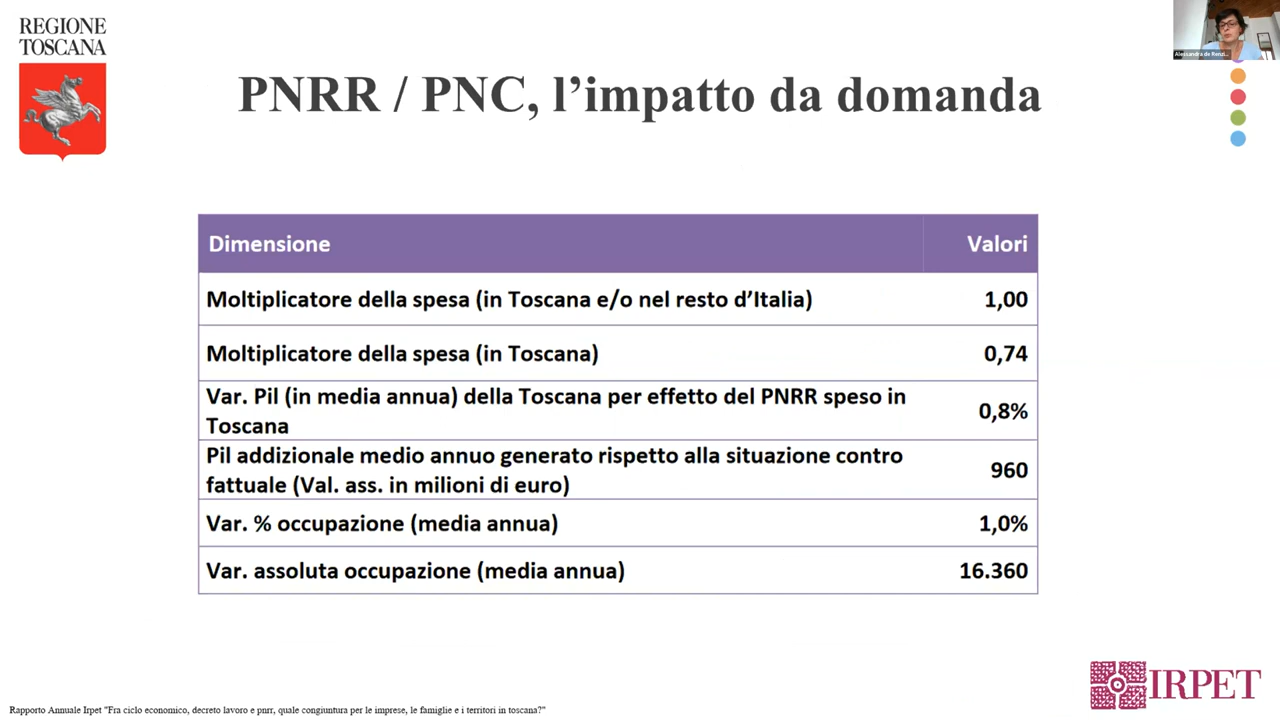 REGIONE
TOSCANA
PNRR / PNC, l’impatto da domanda
Dimensione Valori
Moltiplicatore della spesa (in Toscana e/o nel resto d’Italia) 1,00
Moltiplicatore della spesa (in Toscana) 0,74
Var. Pil (in media annua) della Toscana per effetto del PNRR speso in
Toscana 0,8%
Pil addizionale medio annuo generato rispetto alla situazione contro
fattuale (Val. ass. in milioni di euro) 960
Var. % occupazione (media annua) 1,0%
Var. assoluta occupazione (media annua) 16.360
IRPET
Rapporto Annuale Irpet "Fra ciclo economico, decreto lavoro e pnrr, quale congiuntura per le imprese, le famiglie e i territori in toscana?"
Alessandra de Renzi...